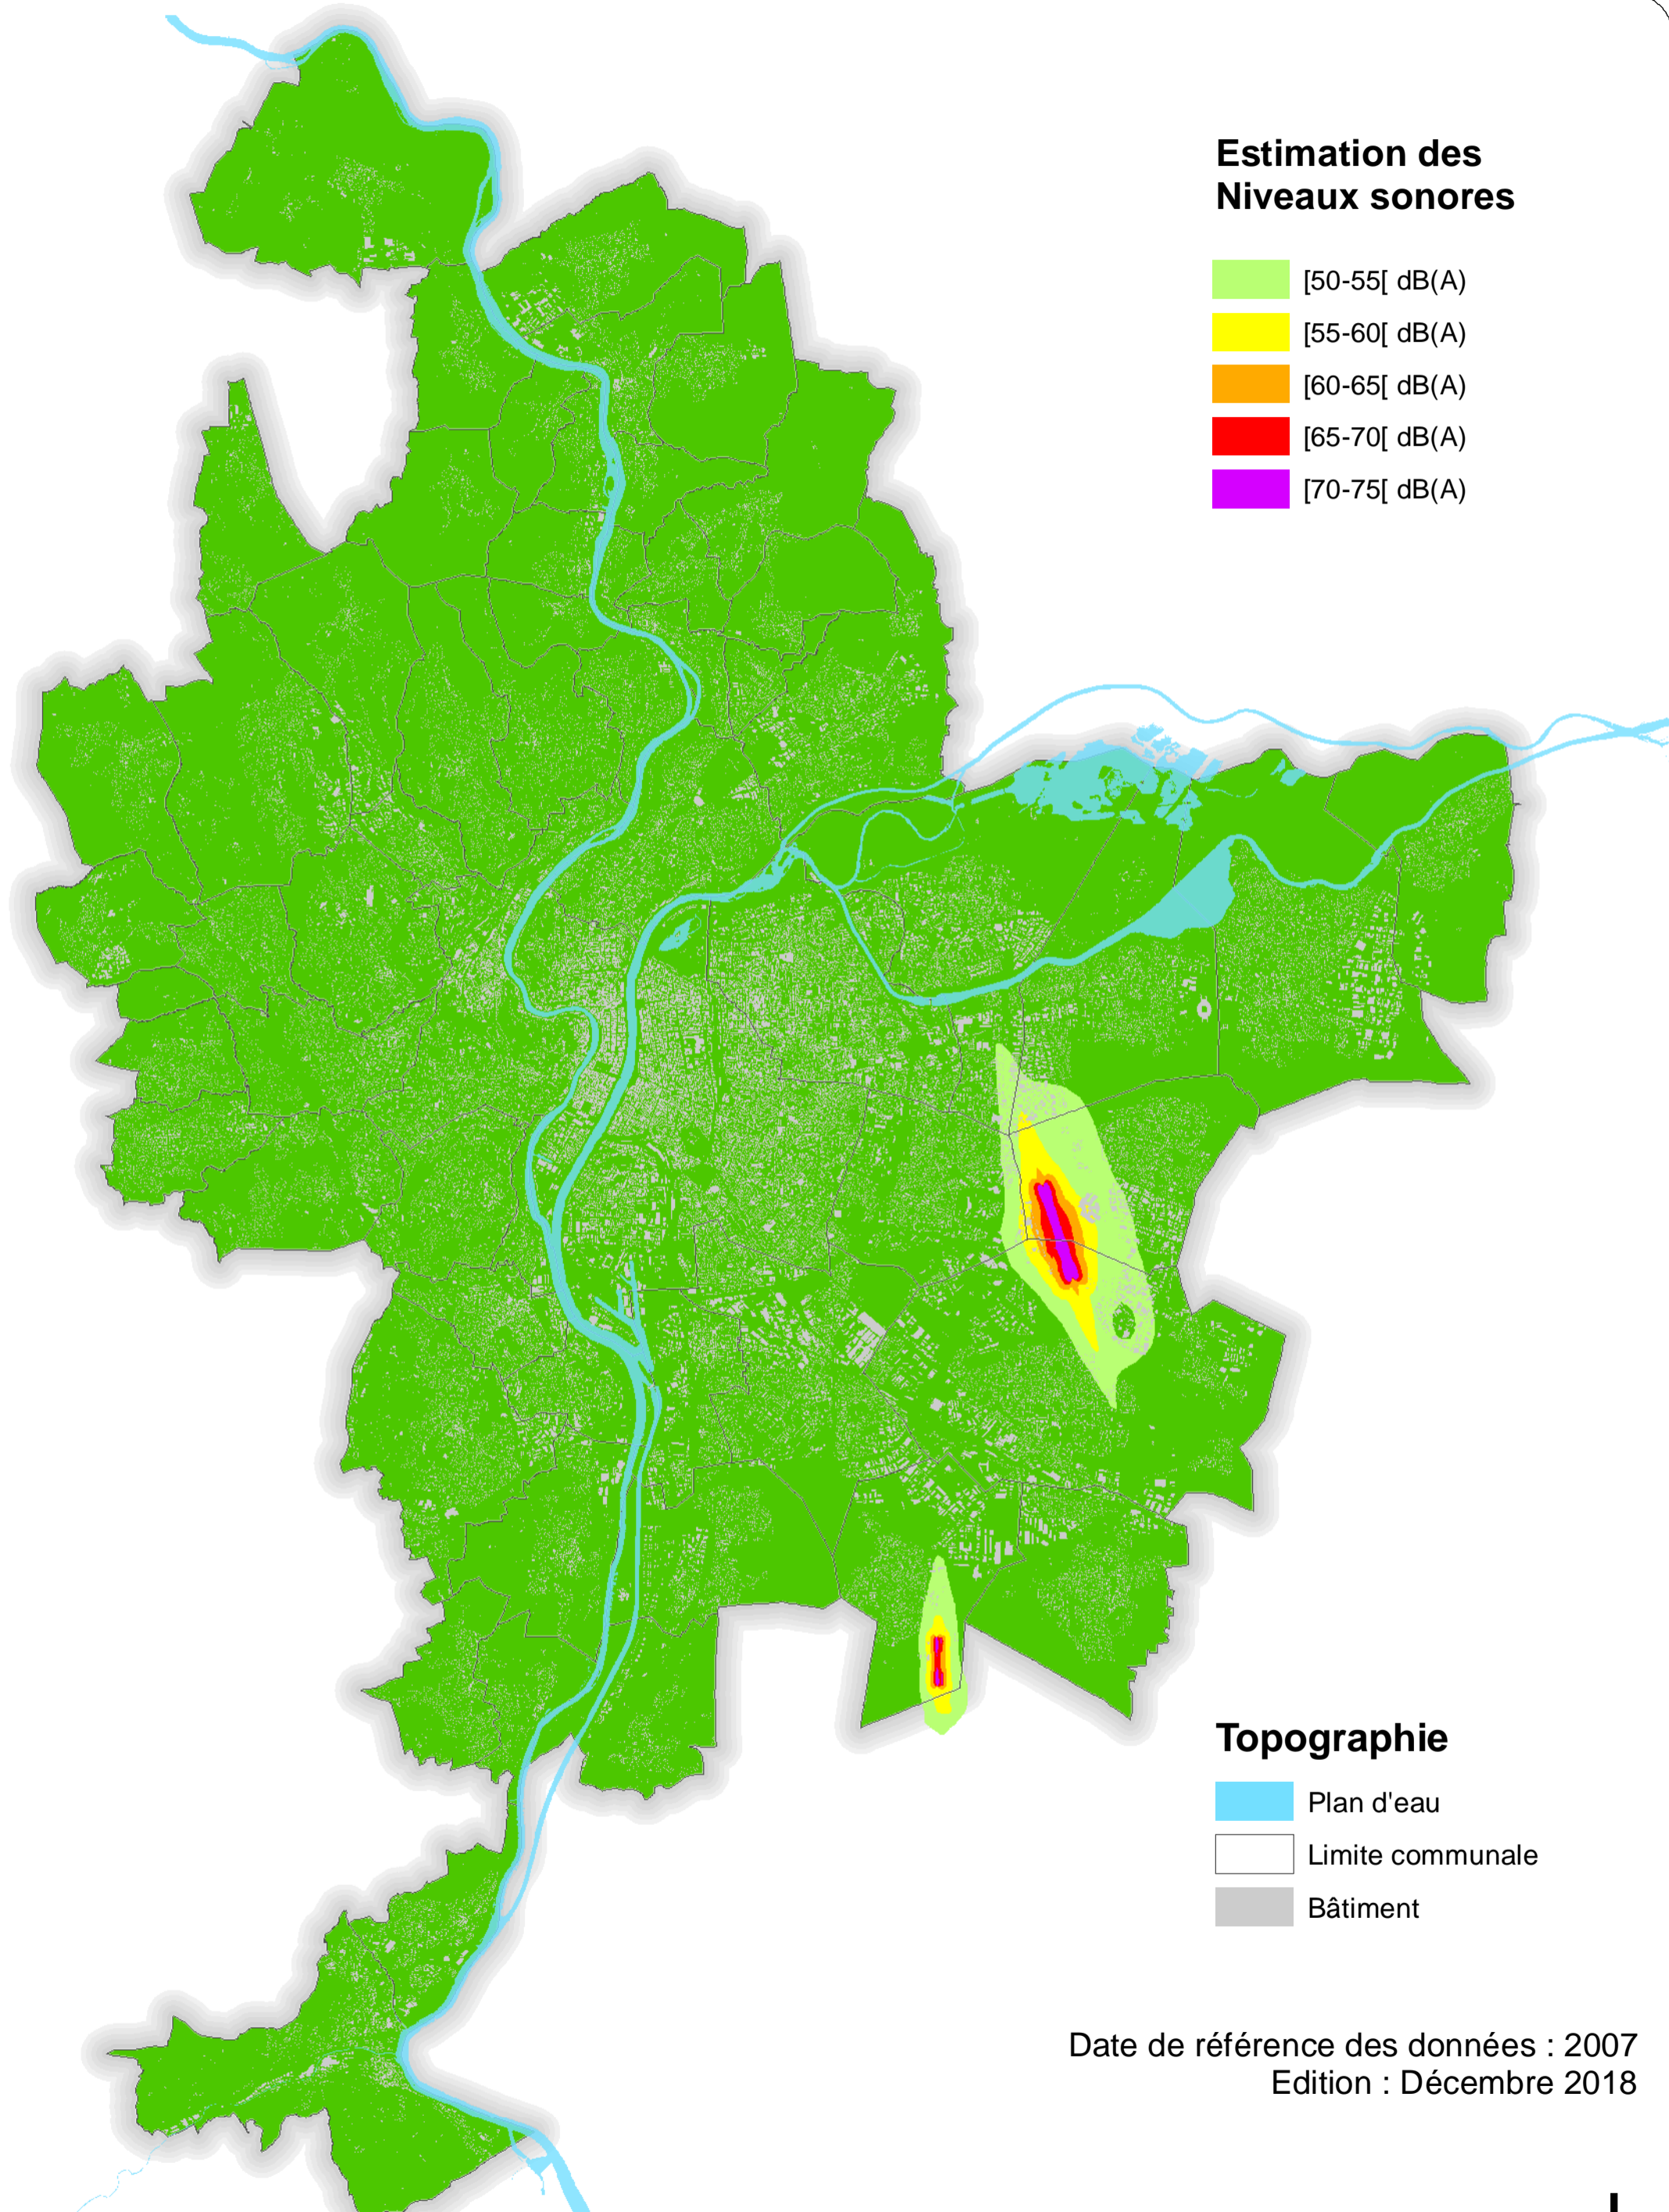 Estimation des
Niveaux sonores
[50-55[ dB(A)
[55-60[ dB(A)
[60-65[ dB(A)
[65-70[ dB(A)
[70-75[ dB(A)
Topographie
Plan d'eau
Limite communale
Bâtiment
Date de référence des données : 2007
Edition : Décembre 2018